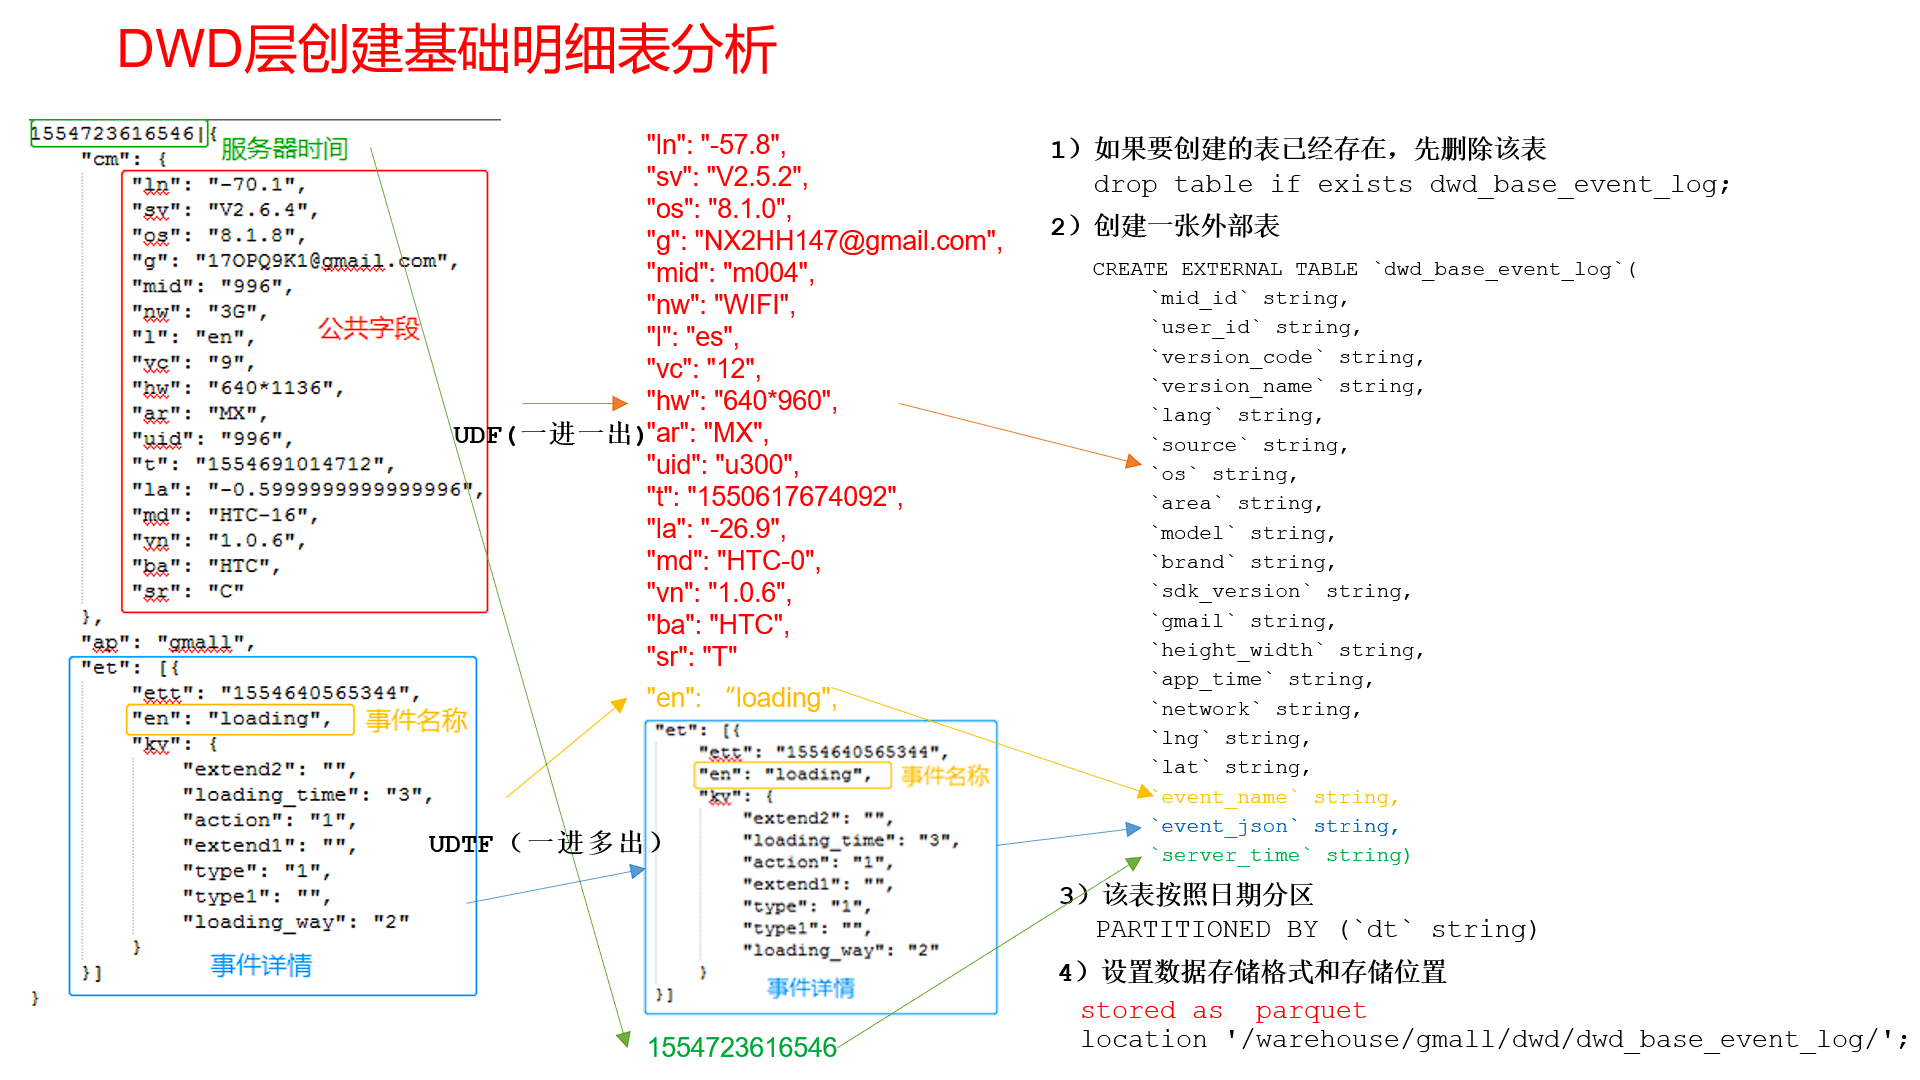 DWD层创建基础明细表分析
1554723616546|{
服务器时间
"cm": {
"ln": "-70.1",
"sv": "V2.6.4",
"os": "8.1.8",
"g": "17OPQ9K1@gmail.com",
"mid": "996",
"nw": "3G",
公共字段
"l": "en",
"vc": "9",
"hw": "640*1136",
"ar": "MX",
"uid": "996",
"t": "1554691014712",
"la": "-0.5999999999999996",
"md": "HTC-16",
"vn": "1.0.6",
"ba": "HTC",
"sr": "C"
},
"ap": "gmall",
"et": [{
"ett": "1554640565344",
"en": "loading",
事件名称
"kv": {
"extend2": "",
"loading_time": "3",
"action": "1",
"extend1": "",
"type": "1",
"type1": "",
"loading_way": "2"
}
事件详情
}]
}
UDF(一进一出)
UDTF（一进多出）
"ln": "-57.8",
"sv": "V2.5.2",
"os": "8.1.0",
"g": "NX2HH147@gmail.com",
"mid": "m004",
"nw": "WIFI",
"l": "es",
"vc": "12",
"hw": "640*960",
"ar": "MX",
"uid": "u300",
"t": "1550617674092",
"la": "-26.9",
"md": "HTC-0",
"vn": "1.0.6",
"ba": "HTC",
"sr": "T"
"en": “loading",
"et": [{
"ett": "1554640565344",
"en": "loading",
事件名称
"kv": {
"extend2": "",
"loading_time": "3",
"action": "1",
"extend1": "",
"type": "1",
"type1": "",
"loading_way": "2"
}
事件详情
}]
1554723616546
1）如果要创建的表已经存在，先删除该表
drop table if exists dwd_base_event_log;
2）创建一张外部表
CREATE EXTERNAL TABLE `dwd_base_event_log`(
`mid_id` string,
`user_id` string,
`version_code` string,
`version_name` string,
`lang` string,
`source` string,
`os` string,
`area` string,
`model` string,
`brand` string,
`sdk_version` string,
`gmail` string,
`height_width` string,
`app_time` string,
`network` string,
`lng` string,
`lat` string,
`event_name` string,
`event_json` string,
`server_time` string)
3）该表按照日期分区
PARTITIONED BY (`dt` string)
4）设置数据存储格式和存储位置
stored as parquet
location '/warehouse/gmall/dwd/dwd_base_event_log/';